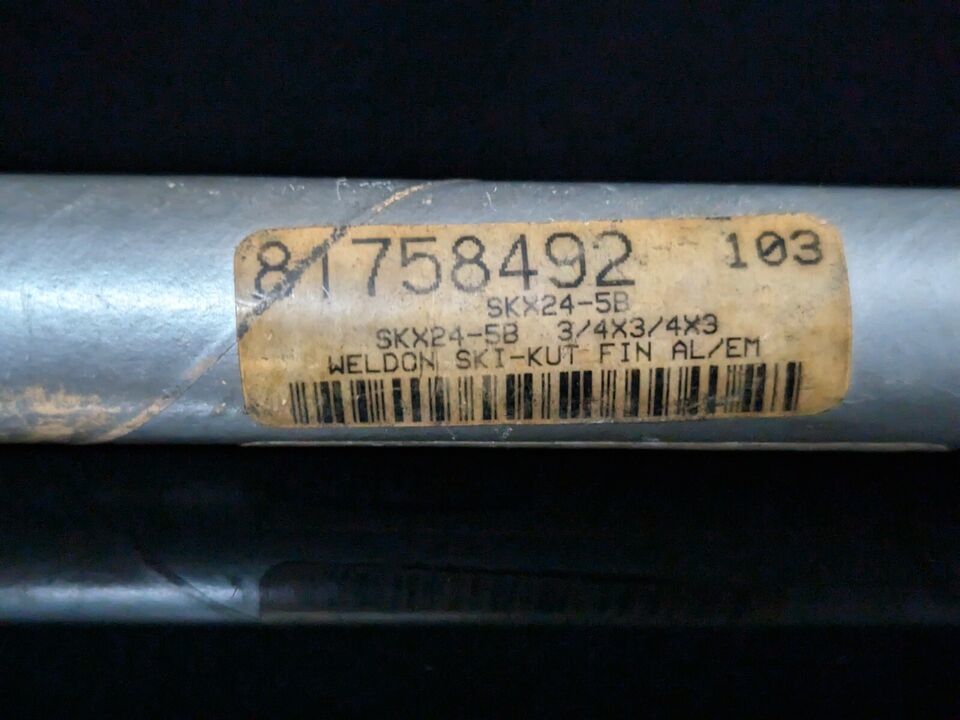 81758492 103
SKX24-5B
SKX24-5B 3/4X3/4X3
WELDON SKI-KUT FIN AL/EM